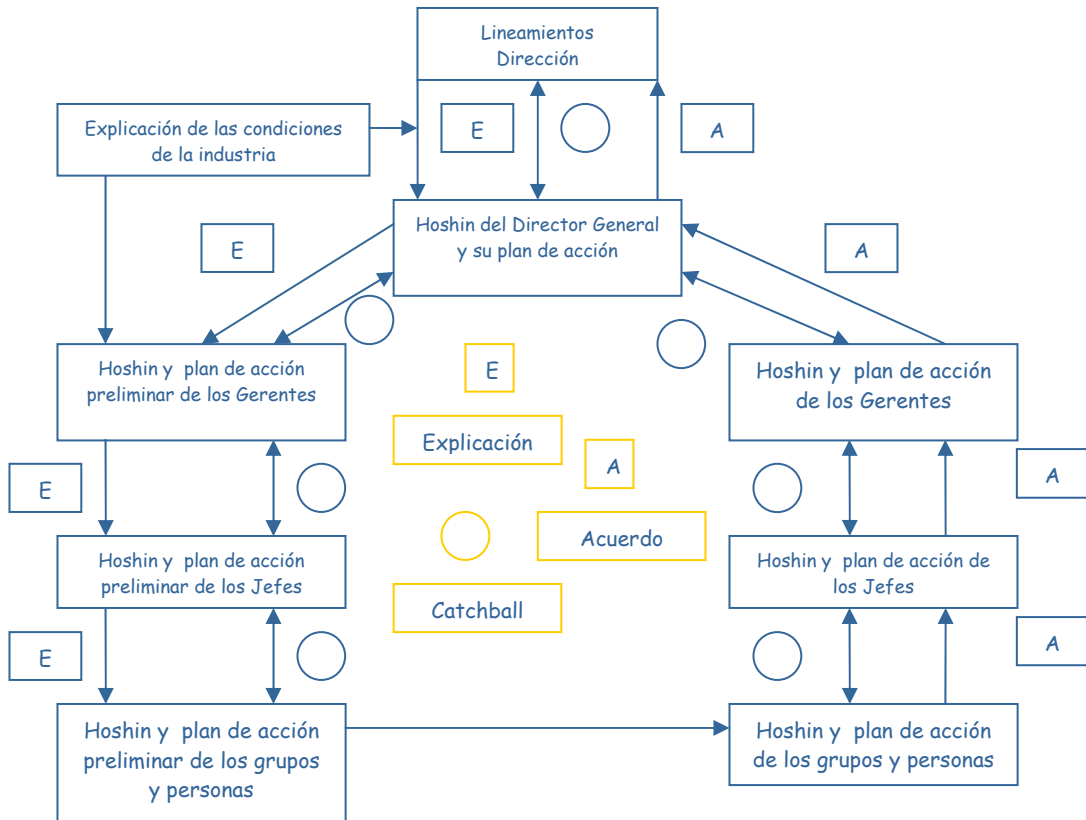 Lineamientos
Dirección
Explicación de las condiciones
de la industria
E
A
Hoshin del Director General
y su plan de acción
E
A
Hoshin y plan de acción
preliminar de los Gerentes
E
Hoshin y plan de acción
de los Gerentes
Explicación
A
E
A
Acuerdo
Hoshin y plan de acción
preliminar de los Jefes
Hoshin y plan de acción de
los Jefes
Catchball
E
A
Hoshin y plan de acción
preliminar de los grupos
y personas
Hoshin y plan de acción
de los grupos y personas